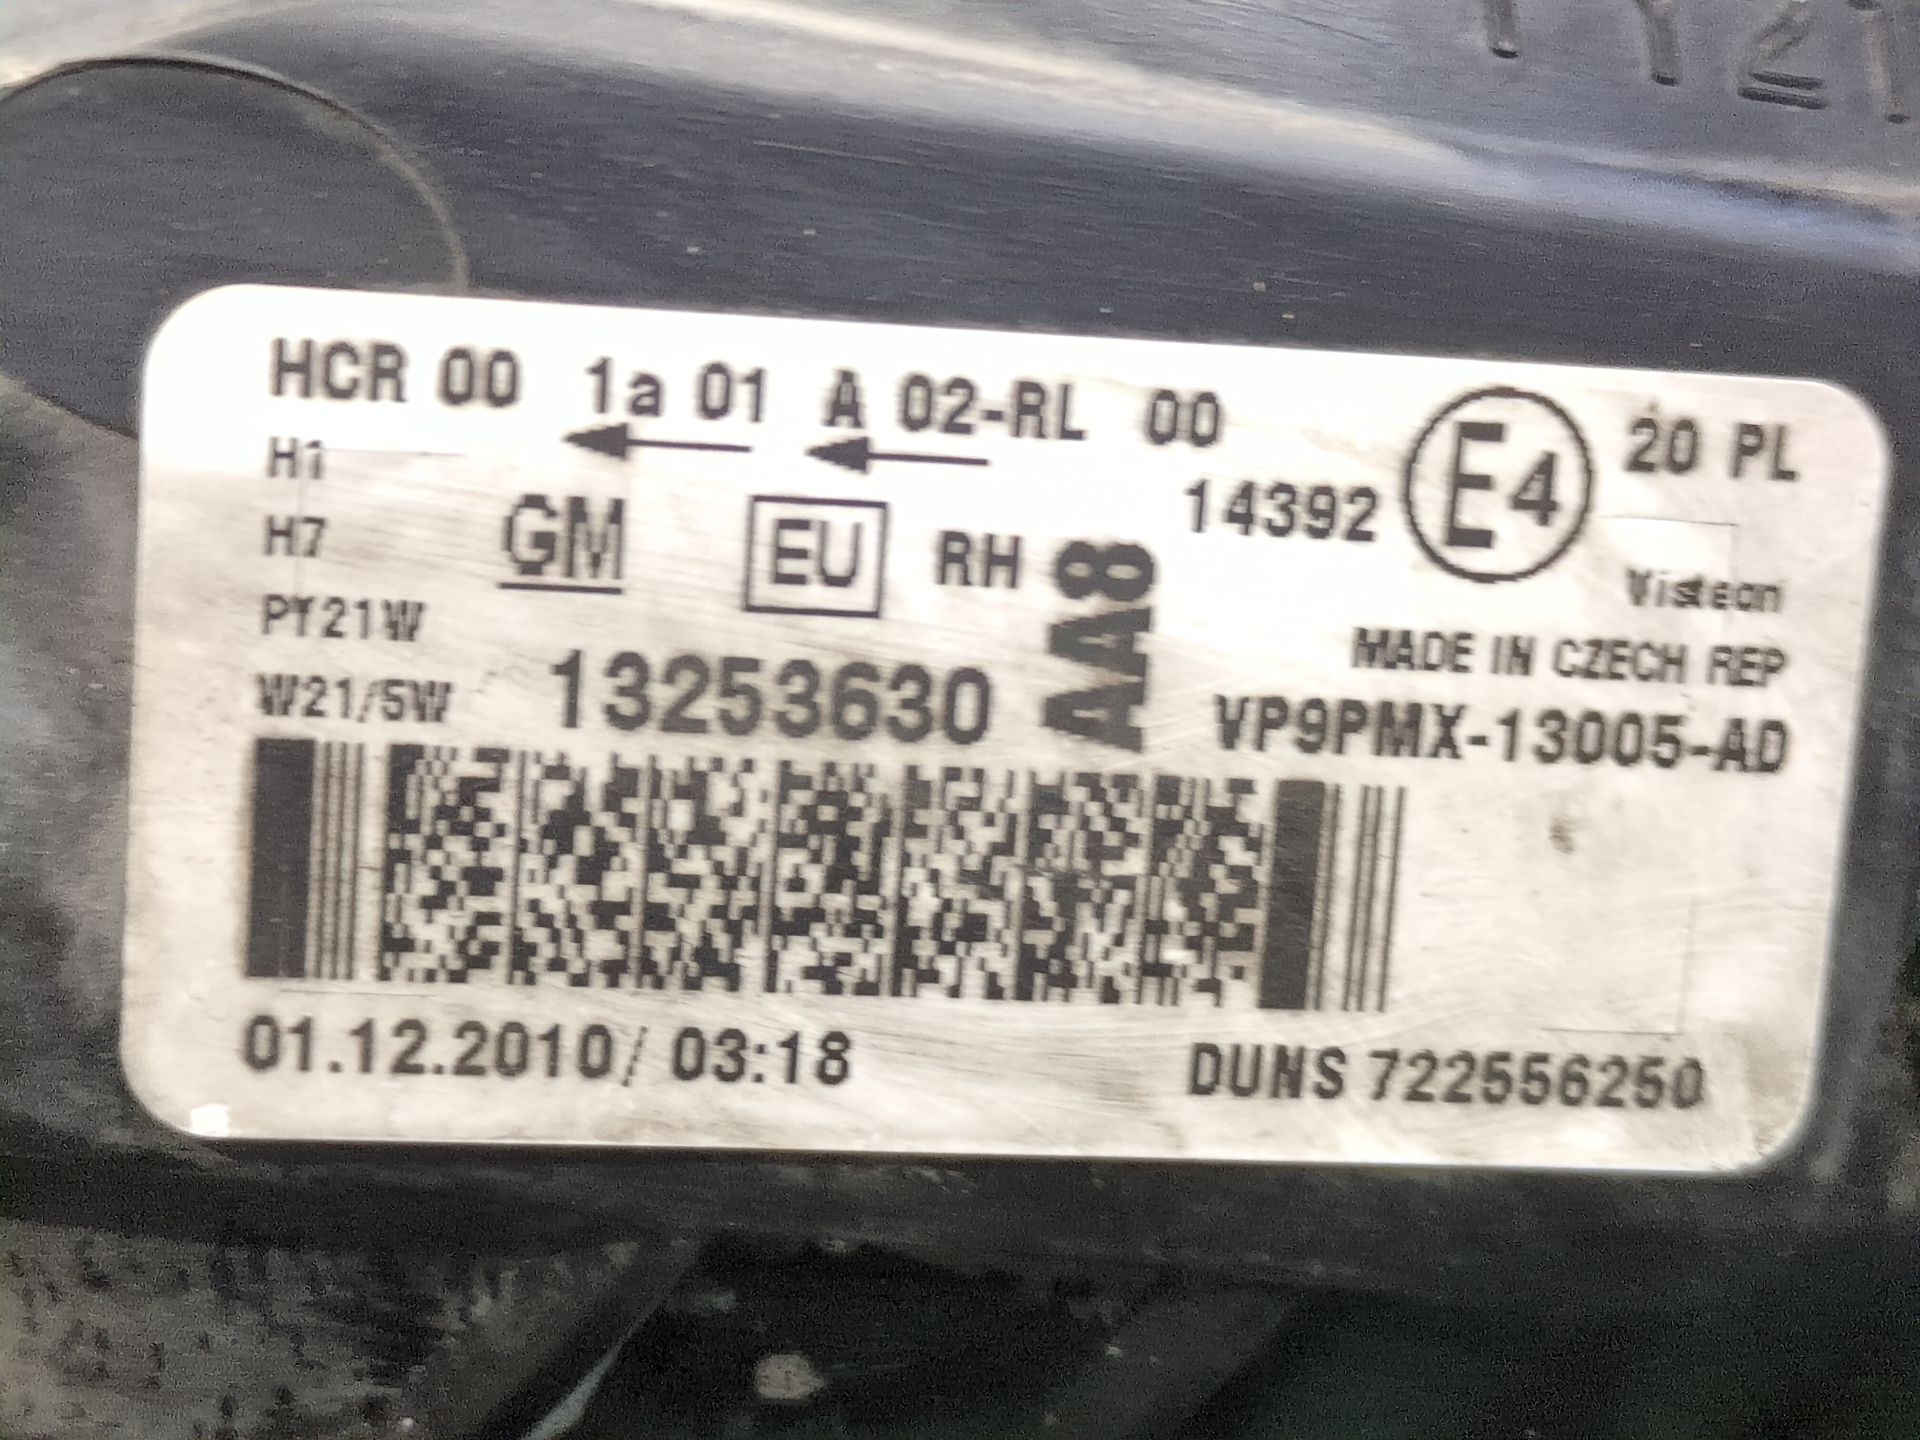 HCR 00 1a 01 A 02-RL 00
20 PL
H1
E4
14392
GM
EU
RH
H7
AA8
Visteon
PY21W
MADE IN CZECH REP
W21/5W
13253630
VP9PMX-13005-AD
01.12.2010/ 03:18
DUNS 722556250